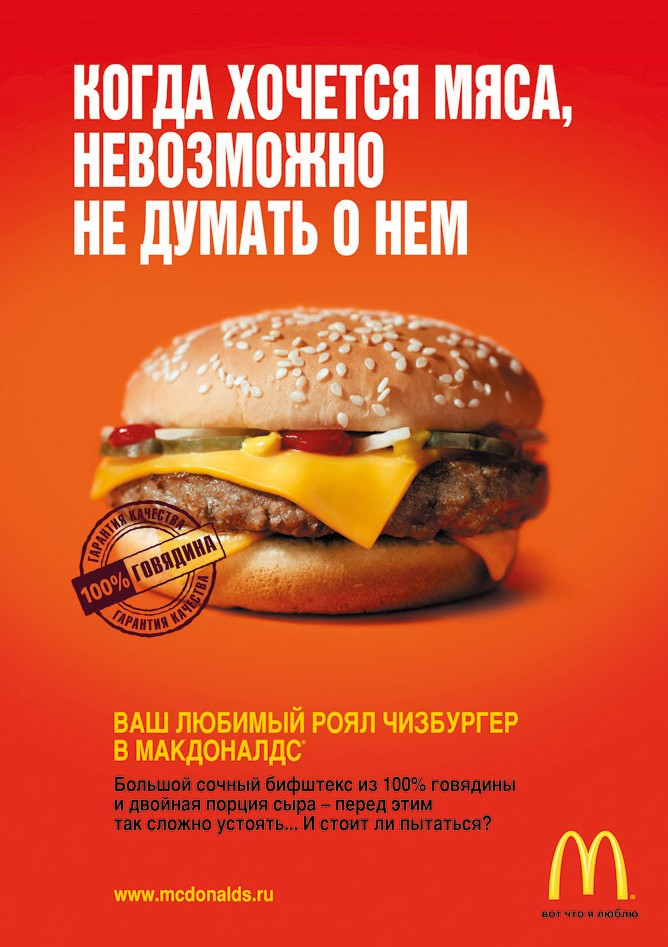 КОГДА ХОЧЕТСЯ МЯСА,
НЕВОЗМОЖНО
НЕ ДУМАТЬ О НЕМ
ГАРАНТИЯ КАЧЕСТВА
100% ГОВЯДИНА
ГАРАНТИЯ КАЧЕСТВА
ВАШ ЛЮБИМЫЙ РОЯЛ ЧИЗБУРГЕР
В МАКДОНАЛДС®
Большой сочный бифштекс из 100% говядины
и двойная порция сыра – перед этим
так сложно устоять... И стоит ли пытаться?
www.mcdonalds.ru
M®
вот что я люблю